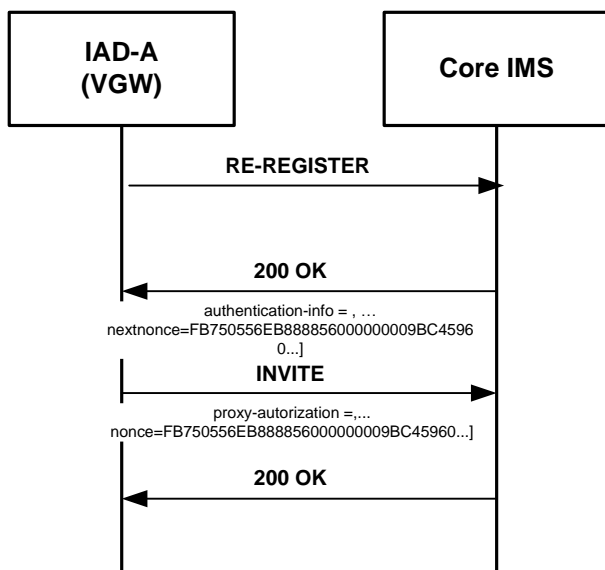 IAD-A
(VGW)
Core IMS
RE-REGISTER
200 OK
authentication-info = , …
nextnonce=FB750556EB888856000000009BC4596
0...]
INVITE
proxy-autorization =,...
nonce=FB750556EB888856000000009BC45960...]
200 OK